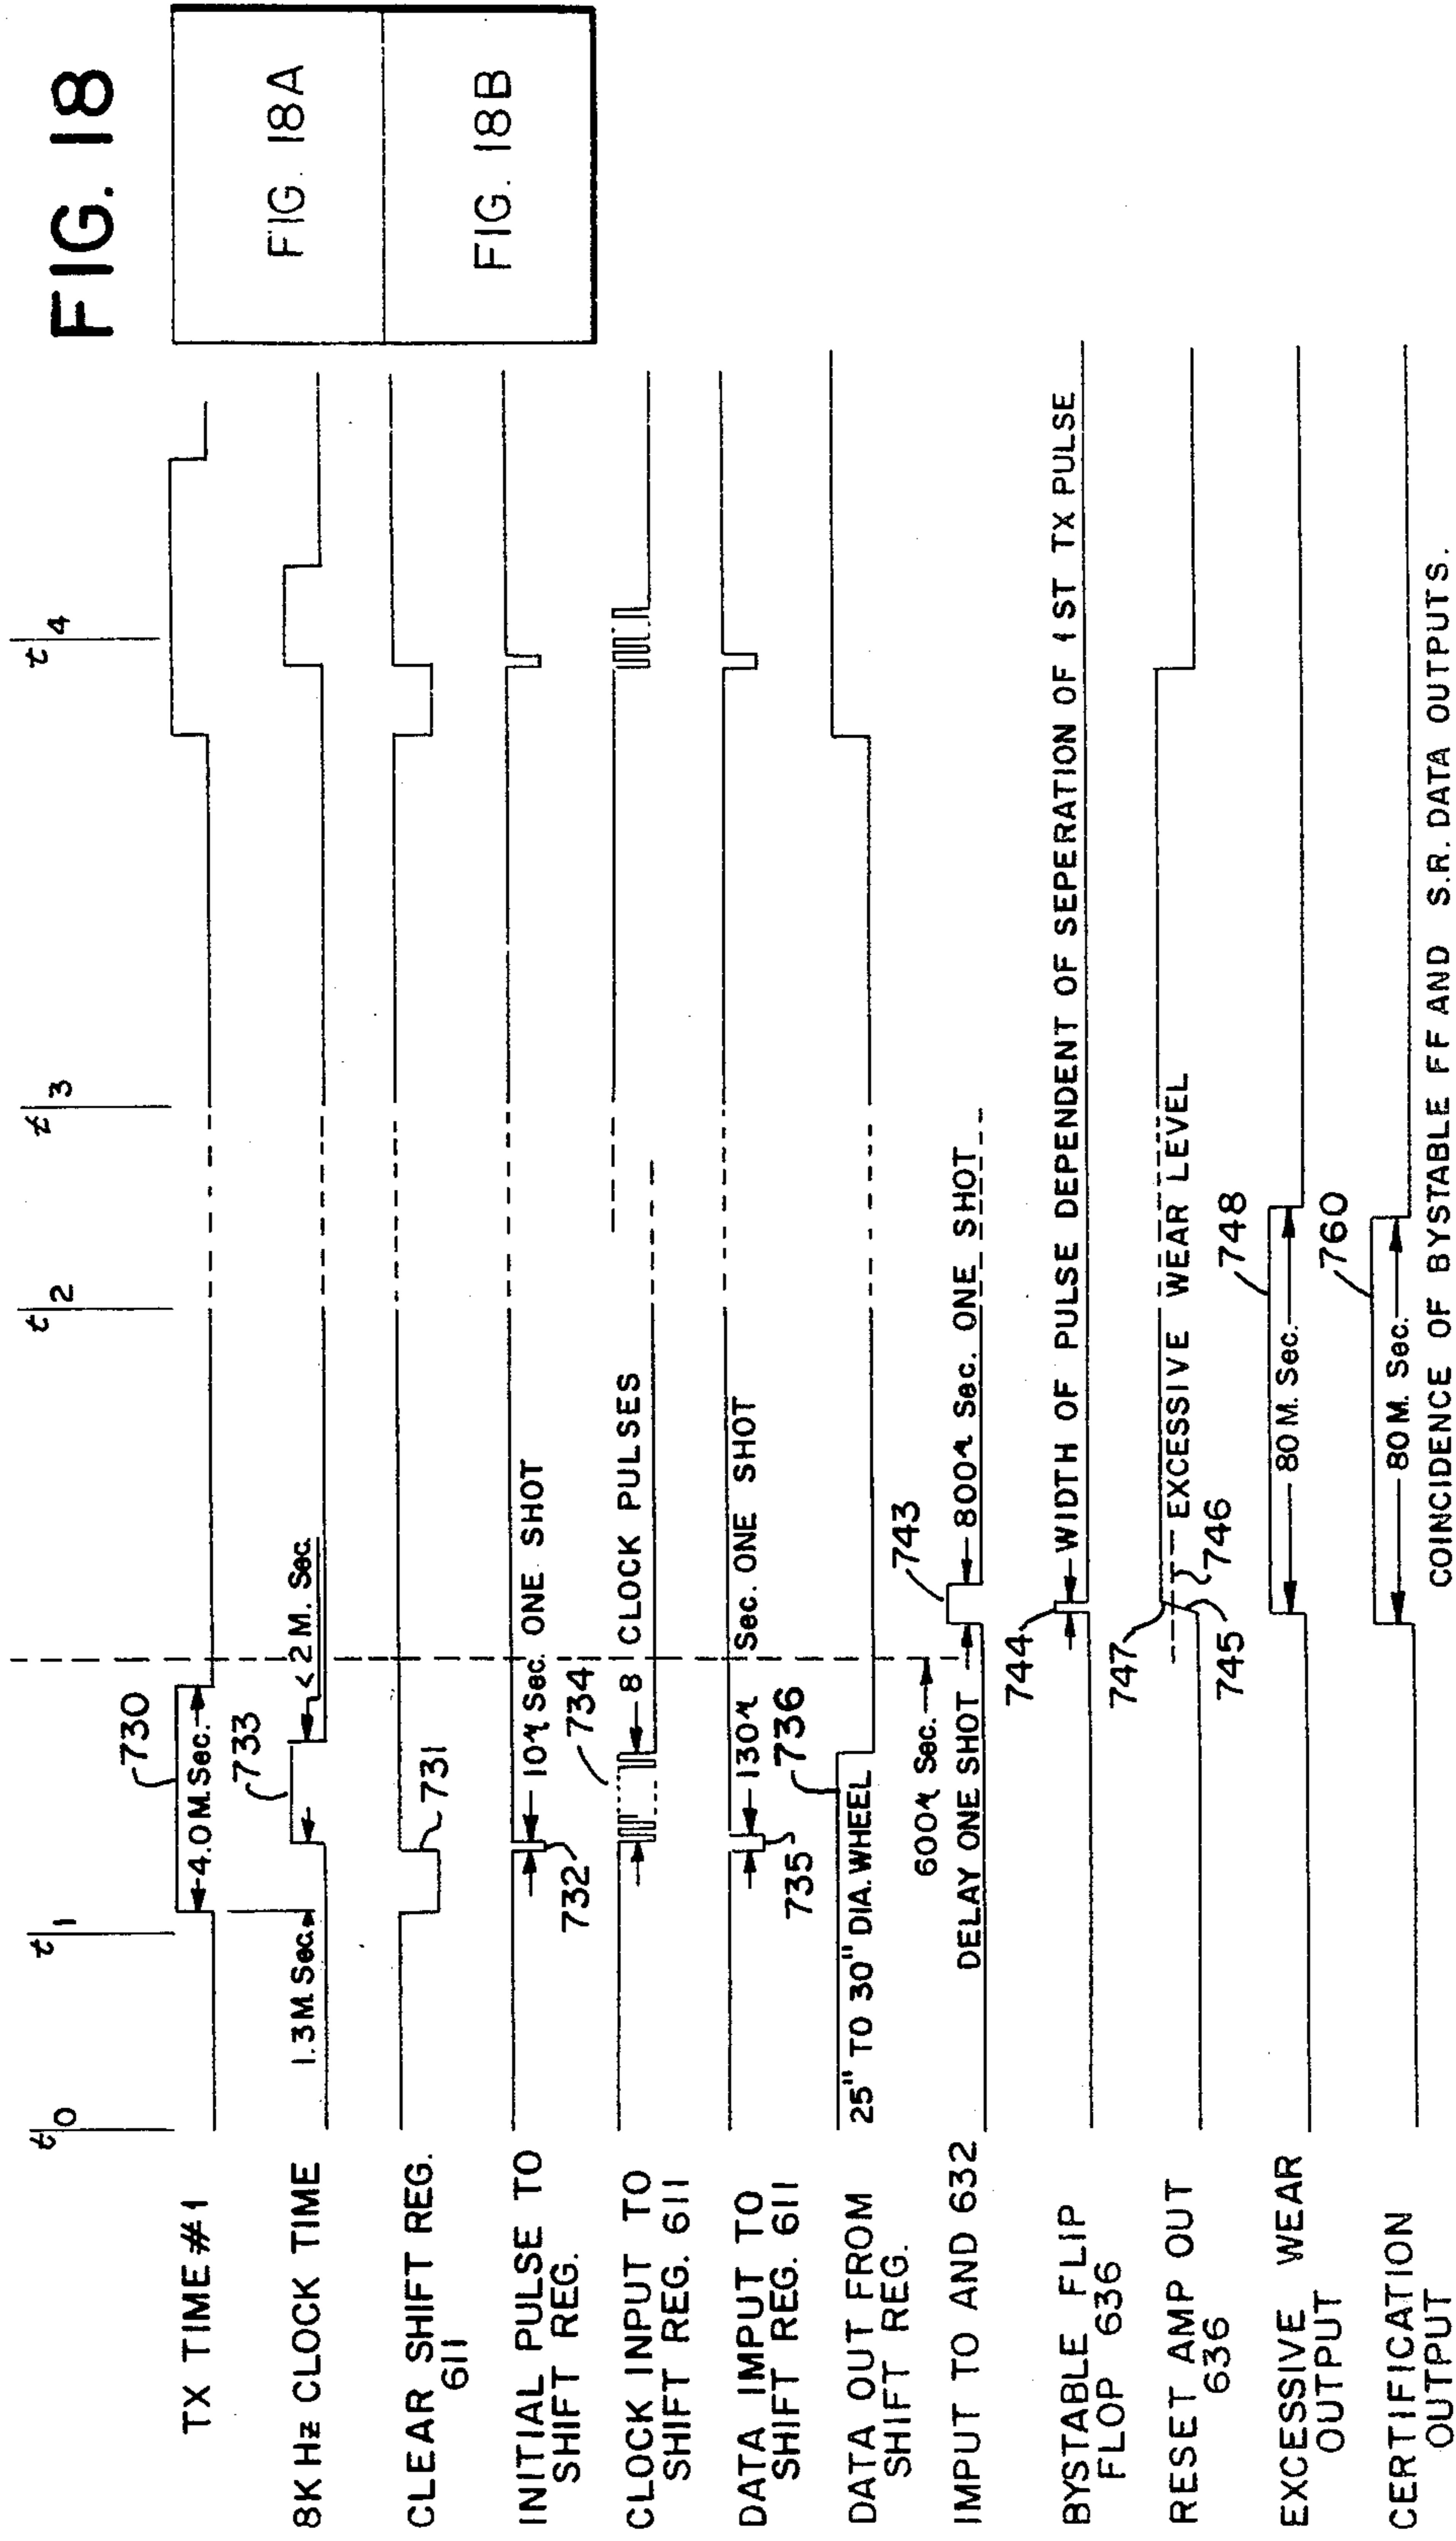 FIG. 18
FIG. 18A
FIG. 18B
t0
t1
t2
t3
t4
TX TIME #1
730
4.0 M. Sec.
8K Hz CLOCK TIME
1.3 M. Sec.
733
< 2 M. Sec.
CLEAR SHIFT REG.
611
731
INITIAL PULSE TO
SHIFT REG.
732
10 Sec. ONE SHOT
CLOCK INPUT TO
SHIFT REG. 611
734
8 CLOCK PULSES
DATA IMPUT TO
SHIFT REG. 611
735
130 Sec. ONE SHOT
DATA OUT FROM
SHIFT REG.
25" TO 30" DIA. WHEEL
736
600 Sec.
IMPUT TO AND 632
DELAY ONE SHOT
743
800 Sec. ONE SHOT
BYSTABLE FLIP
FLOP 636
744
WIDTH OF PULSE DEPENDENT OF SEPERATION OF 1ST TX PULSE
RESET AMP OUT
636
747
745
746
EXCESSIVE WEAR LEVEL
EXCESSIVE WEAR
OUTPUT
80 M. Sec.
748
CERTIFICATION
OUTPUT
80 M. Sec.
760
COINCIDENCE OF BYSTABLE FF AND S.R. DATA OUTPUTS.